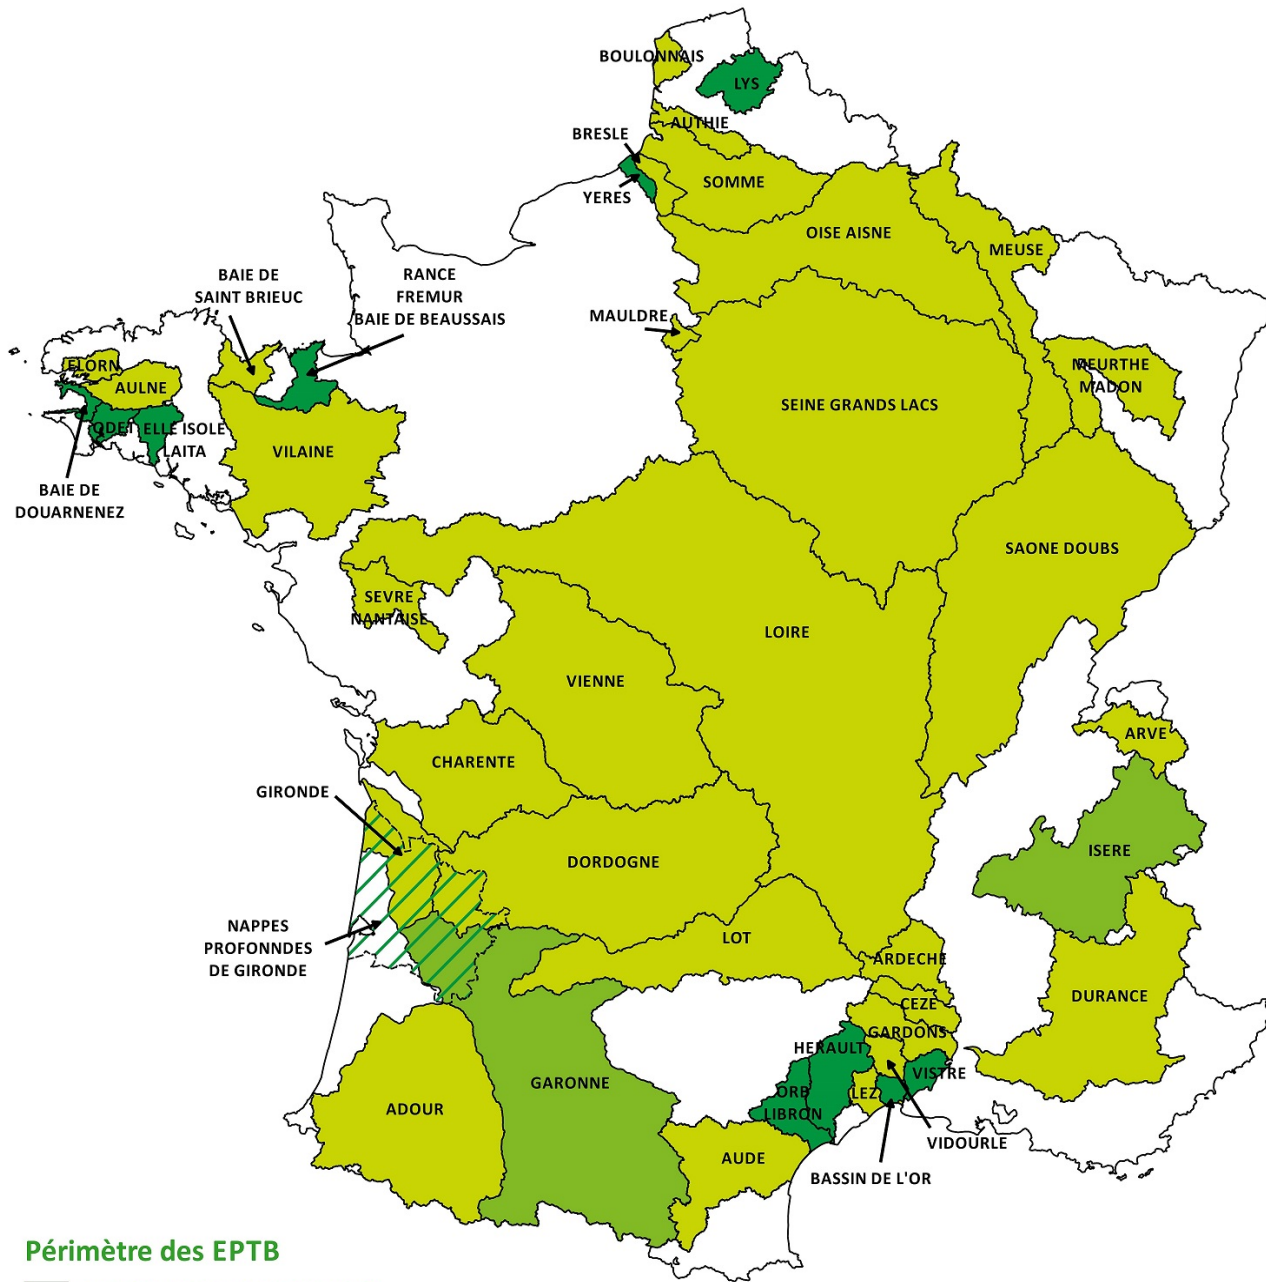 BOULONNAIS
LYS
AUTHIE
BRESLE
SOMME
YERES
OISE AISNE
MEUSE
BAIE DE
SAINT BRIEUC
RANCE
FREMUR
BAIE DE BEAUSSAIS
MAULDRE
ELORN
AULNE
MEURTHE
MADON
SEINE GRANDS LACS
ODET
ELLE ISOLE
LAITA
VILAINE
BAIE DE
DOUARNENEZ
SAONE DOUBS
SEVRE
NANTAISE
LOIRE
VIENNE
ARVE
CHARENTE
GIRONDE
ISERE
DORDOGNE
NAPPES
PROFONNDES
DE GIRONDE
LOT
ARDECHE
DURANCE
CEZE
GARDONS
HERAULT
VISTRE
GARONNE
ORB
LIBRON
LEZ
ADOUR
VIDOURLE
AUDE
BASSIN DE L'OR
Périmètre des EPTB